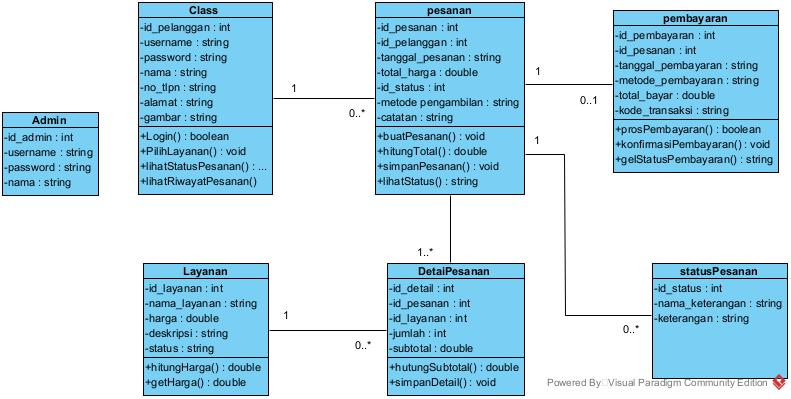 Admin
-id_admin : int
-username : string
-password : string
-nama : string
Class
-id_pelanggan : int
-username : string
-password : string
-nama : string
-no_tlpn : string
-alamat : string
-gambar : string
+Login() : boolean
+PilihLayanan() : void
+lihatStatusPesanan() : ...
+lihatRiwayatPesanan()
1
0..*
pesanan
-id_pesanan : int
-id_pelanggan : int
-tanggal_pesanan : string
-total_harga : double
-id_status : int
-metode pengambilan : string
-catatan : string
+buatPesanan() : void
+hitungTotal() : double
+simpanPesanan() : void
+lihatStatus() : string
1
0..1
pembayaran
-id_pembayaran : int
-id_pesanan : int
-tanggal_pembayaran : string
-metode_pembayaran : string
-total_bayar : double
-kode_transaksi : string
+prosPembayaran() : boolean
+konfirmasiPembayaran() : void
+gelStatusPembayaran() : string
1
1..*
Layanan
-id_layanan : int
-nama_layanan : string
-harga : double
-deskripsi : string
-status : string
+hitungHarga() : double
+getHarga() : double
1
0..*
DetaiPesanan
-id_detail : int
-id_pesanan : int
-id_layanan : int
-jumlah : int
-subtotal : double
+hutungSubtotal() : double
+simpanDetail() : void
0..*
statusPesanan
-id_status : int
-nama_keterangan : string
-keterangan : string
Powered By Visual Paradigm Community Edition